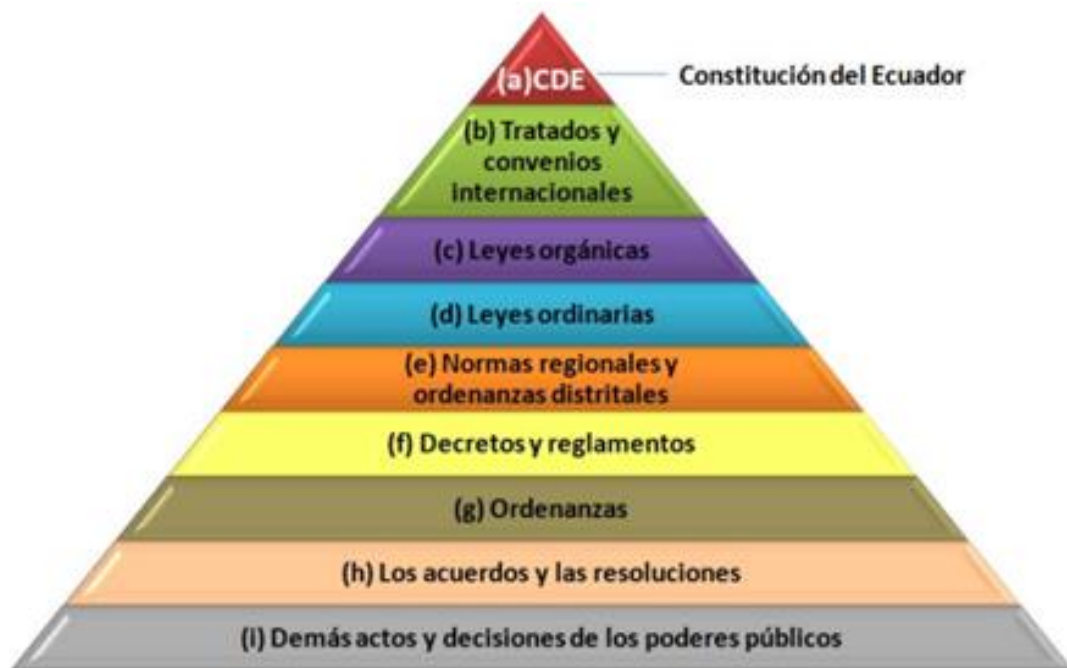 (a)CDE
Constitución del Ecuador
(b) Tratados y
convenios
internacionales
(c) Leyes orgánicas
(d) Leyes ordinarias
(e) Normas regionales y
ordenanzas distritales
(f) Decretos y reglamentos
(g) Ordenanzas
(h) Los acuerdos y las resoluciones
(i) Demás actos y decisiones de los poderes públicos